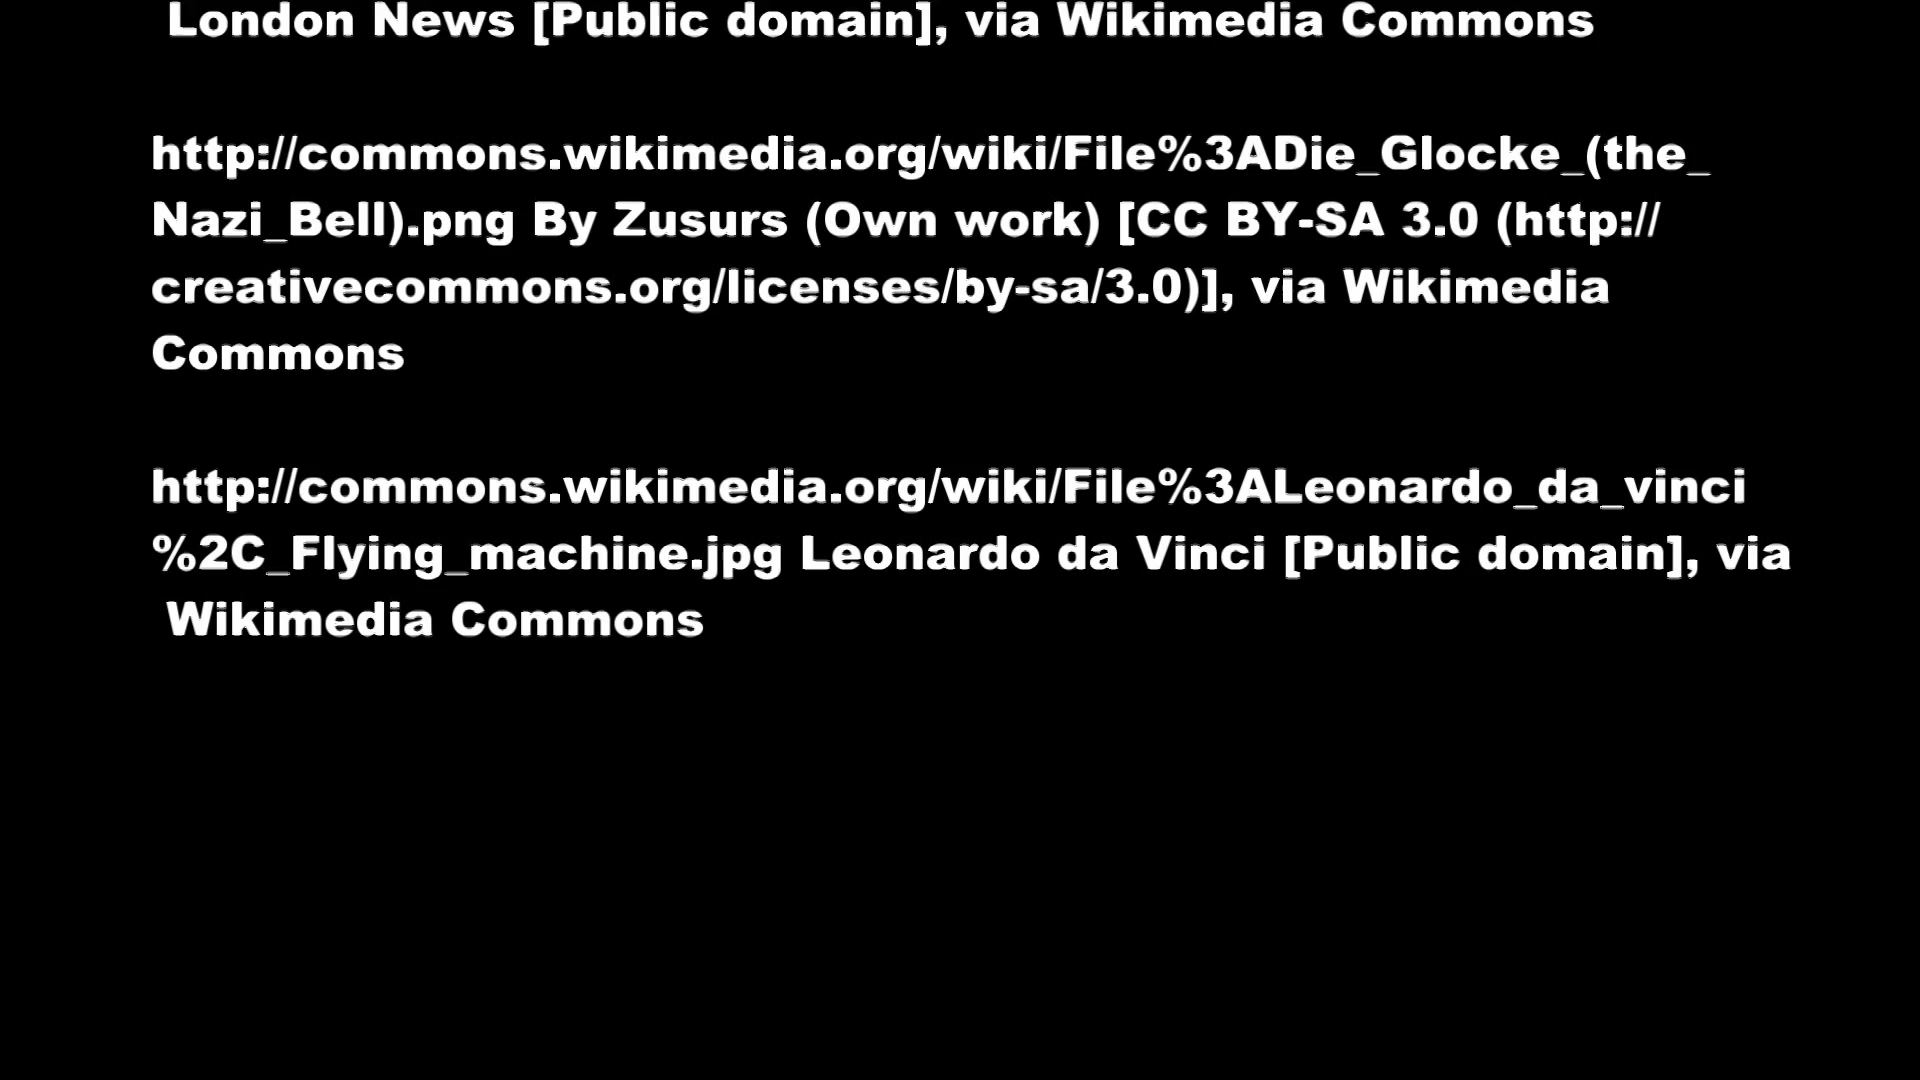 London News [Public domain], via Wikimedia Commons
http://commons.wikimedia.org/wiki/File%3ADie_Glocke_(the_
Nazi_Bell).png By Zusurs (Own work) [CC BY-SA 3.0 (http://
creativecommons.org/licenses/by-sa/3.0)], via Wikimedia
Commons
http://commons.wikimedia.org/wiki/File%3ALeonardo_da_vinci
%2C_Flying_machine.jpg Leonardo da Vinci [Public domain], via
Wikimedia Commons